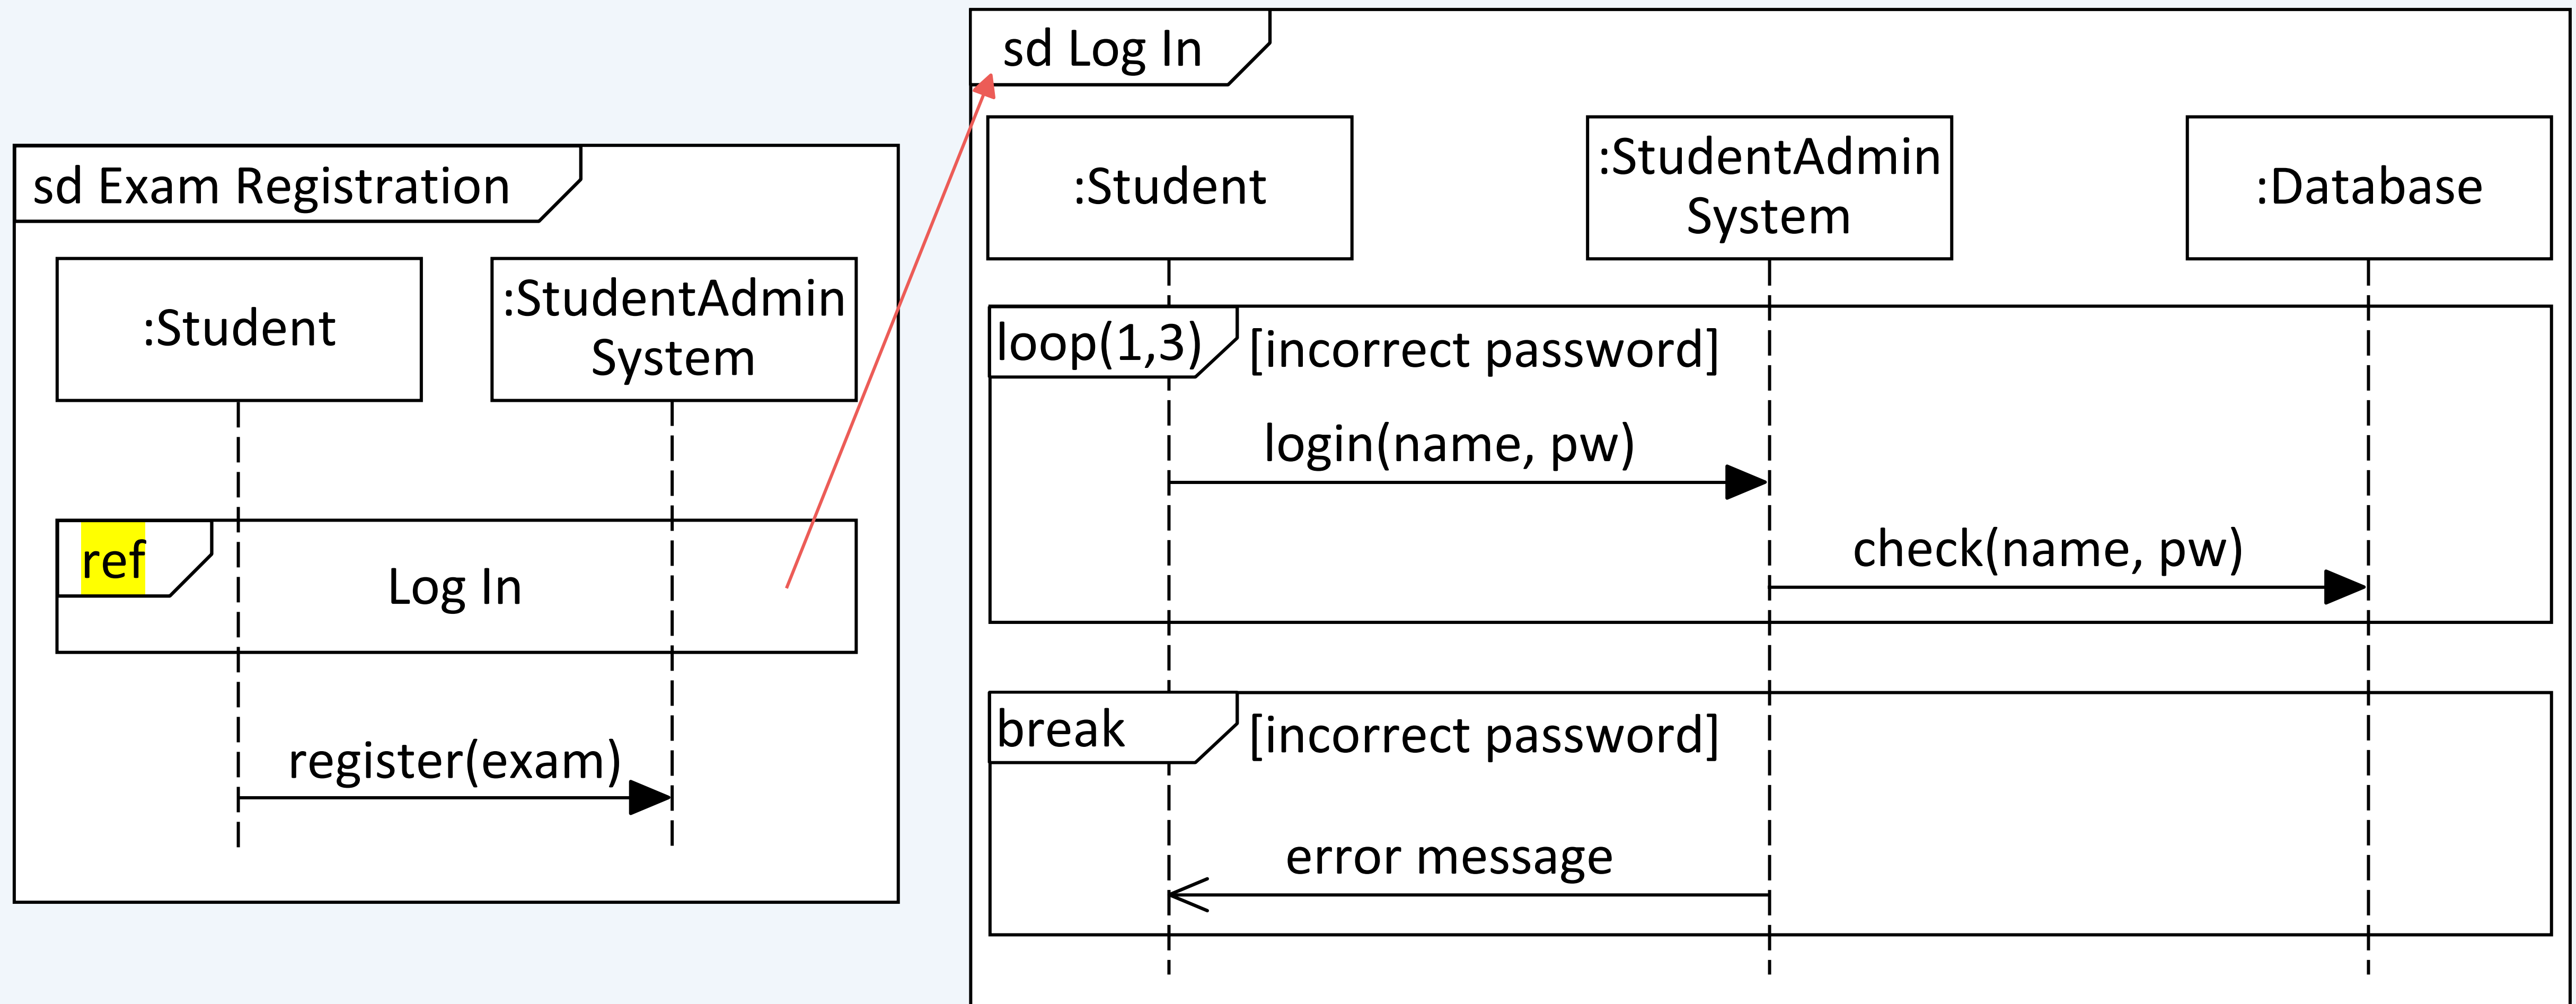 sd Exam Registration
:Student
:StudentAdmin
System
ref
Log In
register(exam)
sd Log In
:Student
:StudentAdmin
System
:Database
loop(1,3)
[incorrect password]
login(name, pw)
check(name, pw)
break
[incorrect password]
error message